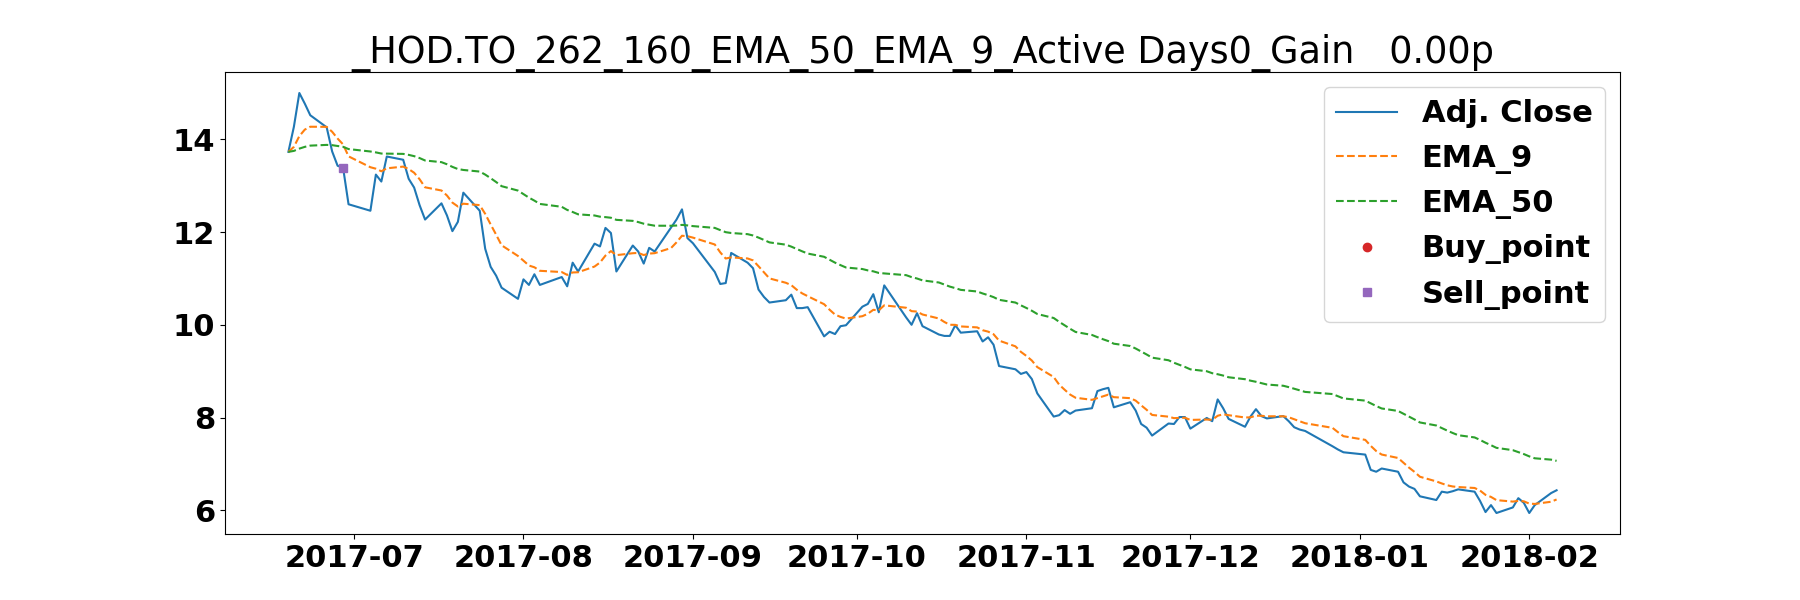 _HOD.TO_262_160_EMA_50_EMA_9_Active Days0_Gain   0.00p
14
12
10
8
6
Adj. Close
EMA_9
EMA_50
Buy_point
Sell_point
2017-07 2017-08 2017-09 2017-10 2017-11 2017-12 2018-01 2018-02